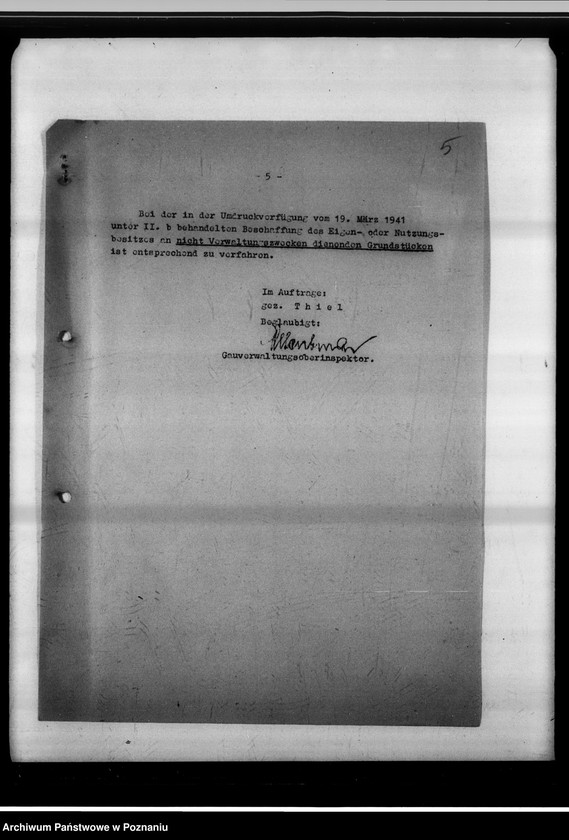 5
- 5 -
Bei der in der Umdruckverfügung vom 19. März 1941
unter II. b behandelten Beschaffung des Eigen-, oder Nutzungs-
besitzes an nicht Verwaltungszwecken dienenden Grundstücken
ist entsprechend zu verfahren.
Im Auftrage:
gez. Thiel
Beglaubigt:
Gauverwaltungsoberinspektor.
Archiwum Państwowe w Poznaniu